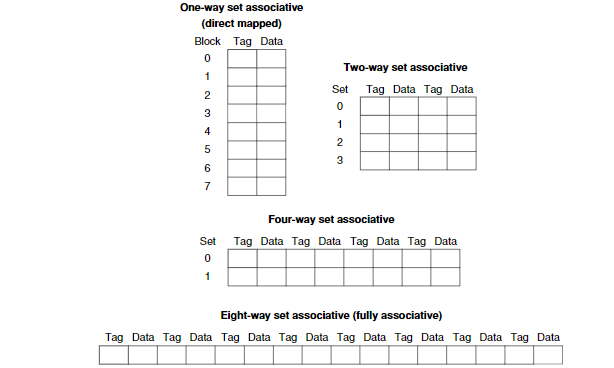 One-way set associative
(direct mapped)
Block Tag Data
0
1
2
3
4
5
6
7
Two-way set associative
Set Tag Data Tag Data
0
1
2
3
Four-way set associative
Set Tag Data Tag Data Tag Data Tag Data
0
1
Eight-way set associative (fully associative)
Tag Data Tag Data Tag Data Tag Data Tag Data Tag Data Tag Data Tag Data